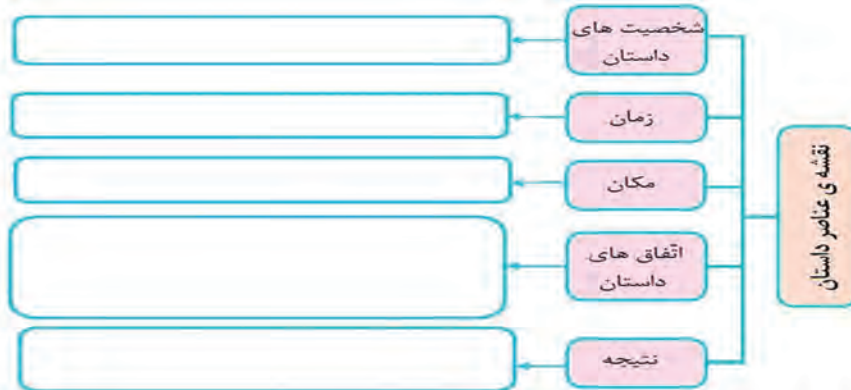 نقشه ی عناصر داستان
شخصیت های
داستان
زمان
مکان
اتّفاق های
داستان
نتیجه